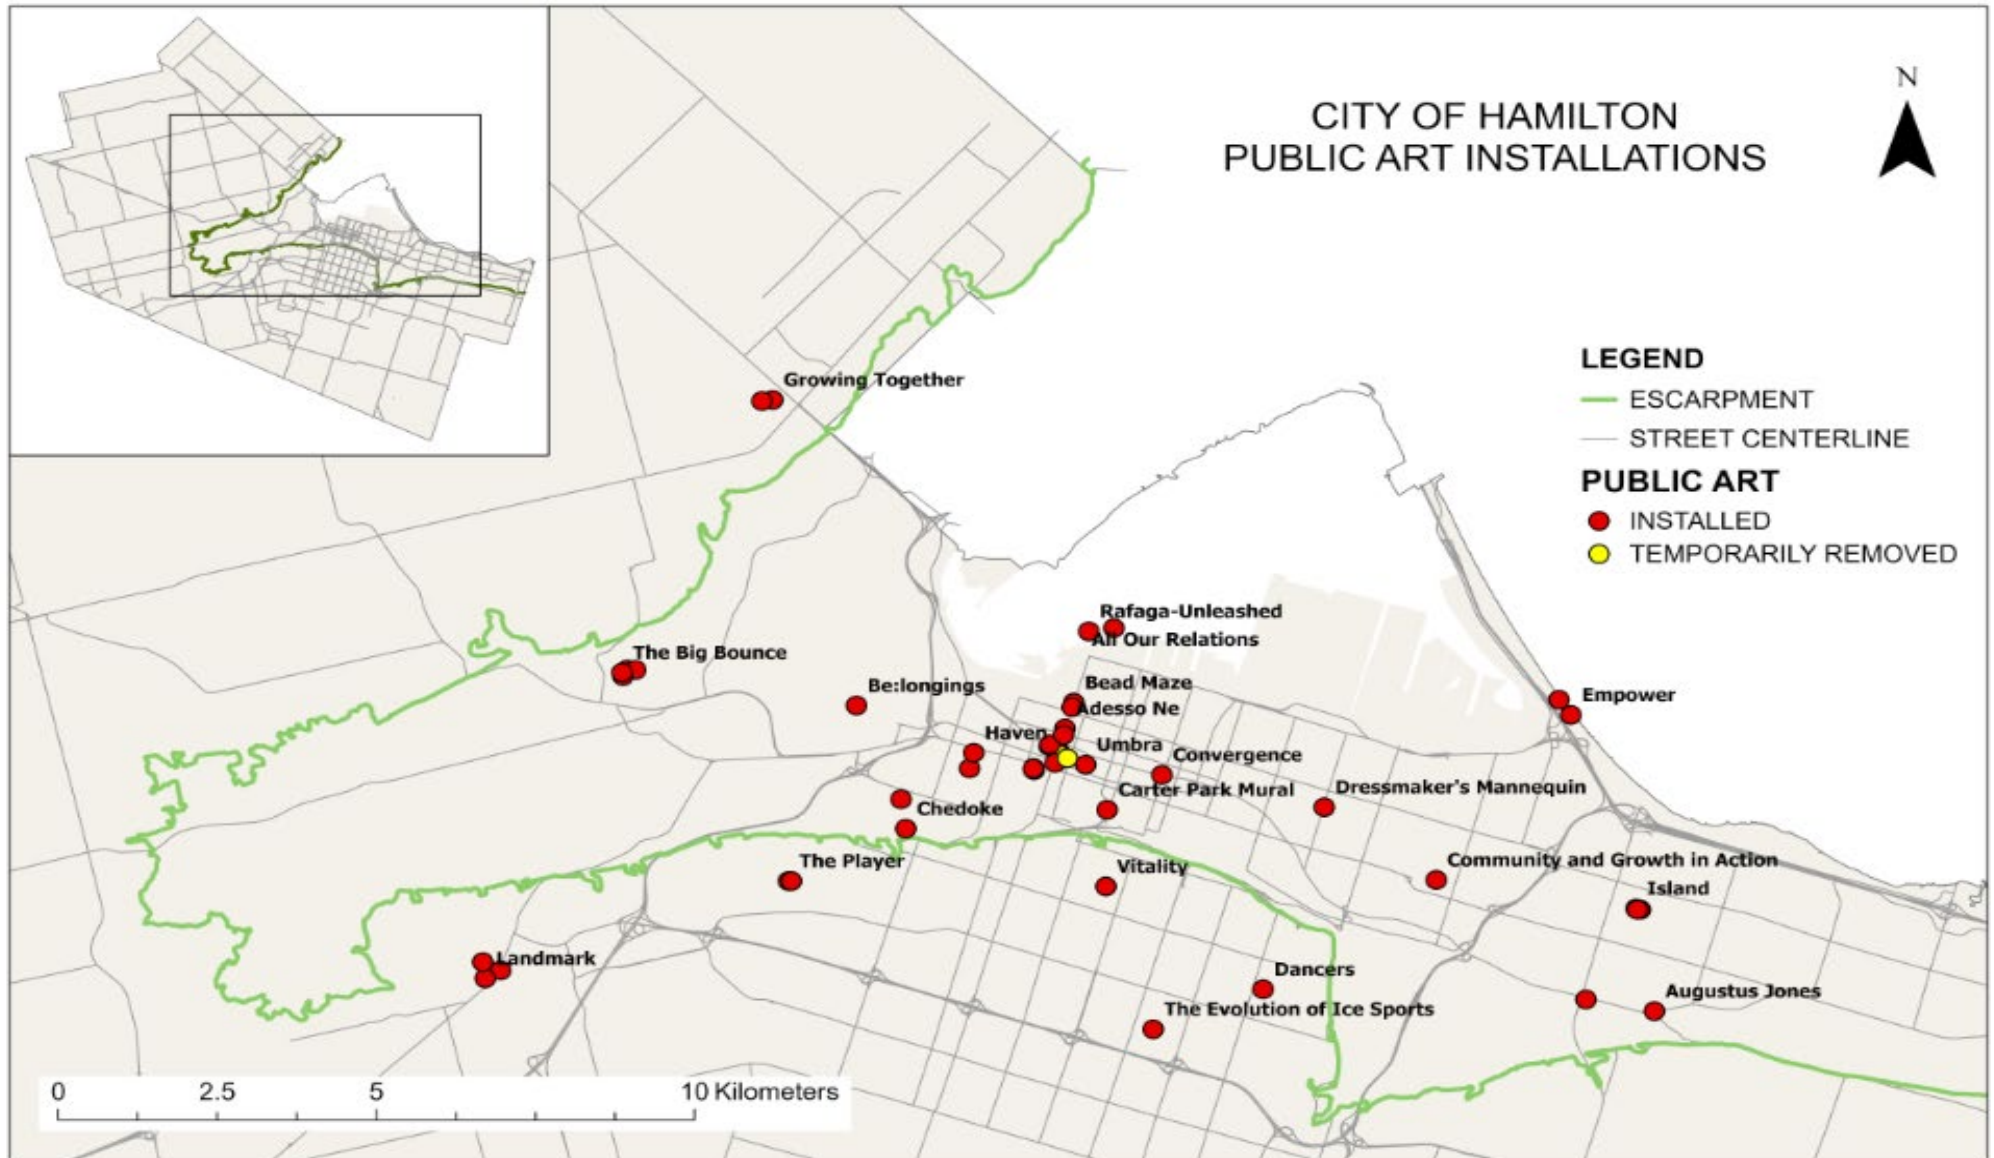 CITY OF HAMILTON
PUBLIC ART INSTALLATIONS
N
LEGEND
ESCARPMENT
STREET CENTERLINE
PUBLIC ART
INSTALLED
TEMPORARILY REMOVED
Growing Together
Rafaga-Unleashed
All Our Relations
The Big Bounce
Be:longings
Bead Maze
Adesso Ne
Empower
Haven
Umbra
Convergence
Carter Park Mural
Dressmaker's Mannequin
Chedoke
The Player
Vitality
Community and Growth in Action
Island
Landmark
Dancers
The Evolution of Ice Sports
Augustus Jones
0 2.5 5 10 Kilometers